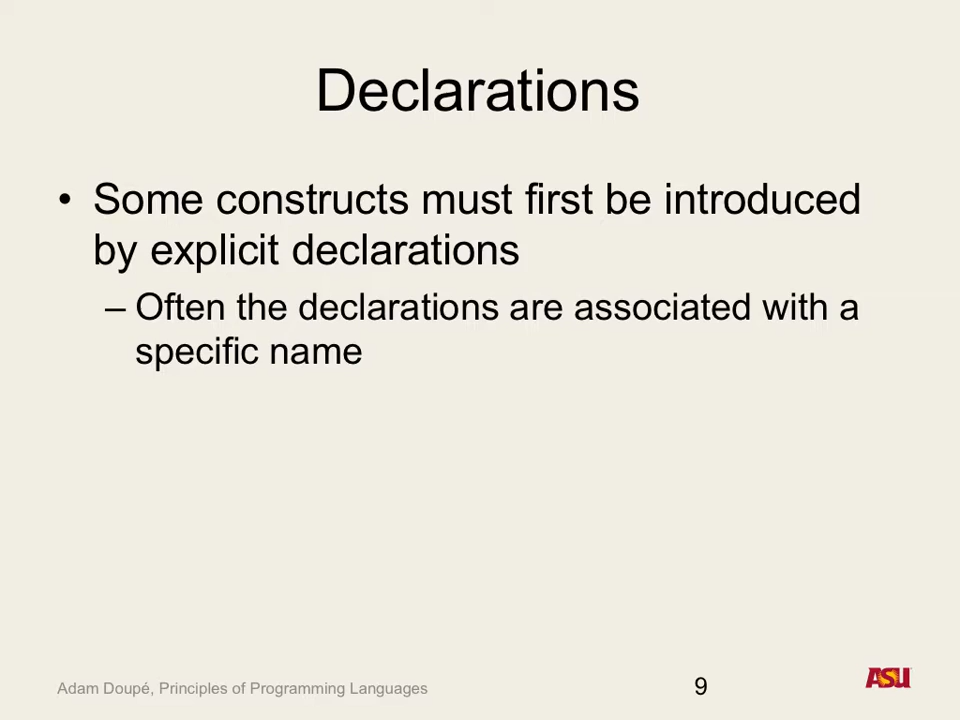 Declarations
• Some constructs must first be introduced
by explicit declarations
– Often the declarations are associated with a
specific name
Adam Doupé, Principles of Programming Languages
9
ASU